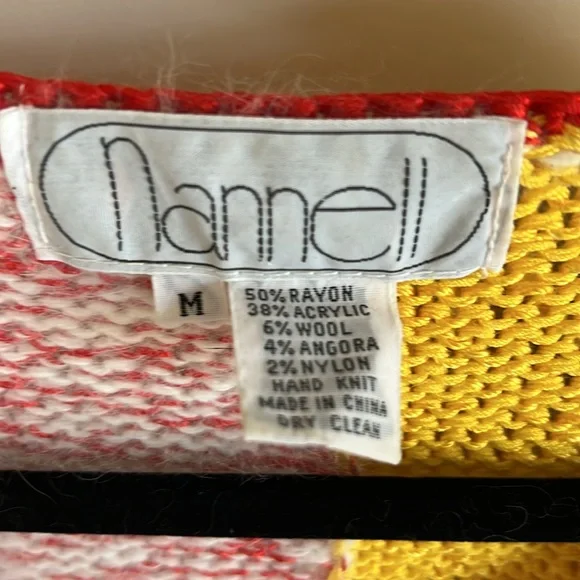 Nannell
M
50% RAYON
38% ACRYLIC
6% WOOL
4% ANGORA
2% NYLON
HAND KNIT
MADE IN CHINA
DRY CLEAN